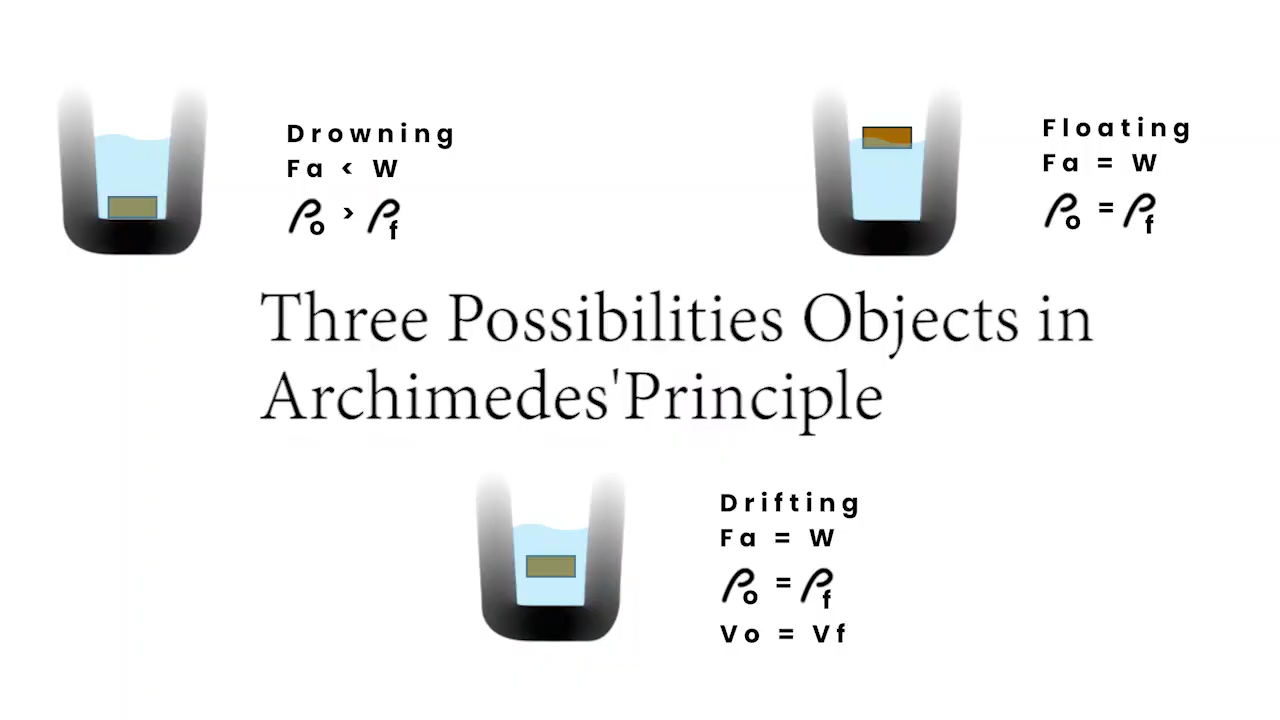 Drowning
Fa < W
ρo > ρf
Floating
Fa = W
ρo = ρf
Three Possibilities Objects in
Archimedes'Principle
Drifting
Fa = W
ρo = ρf
Vo = Vf